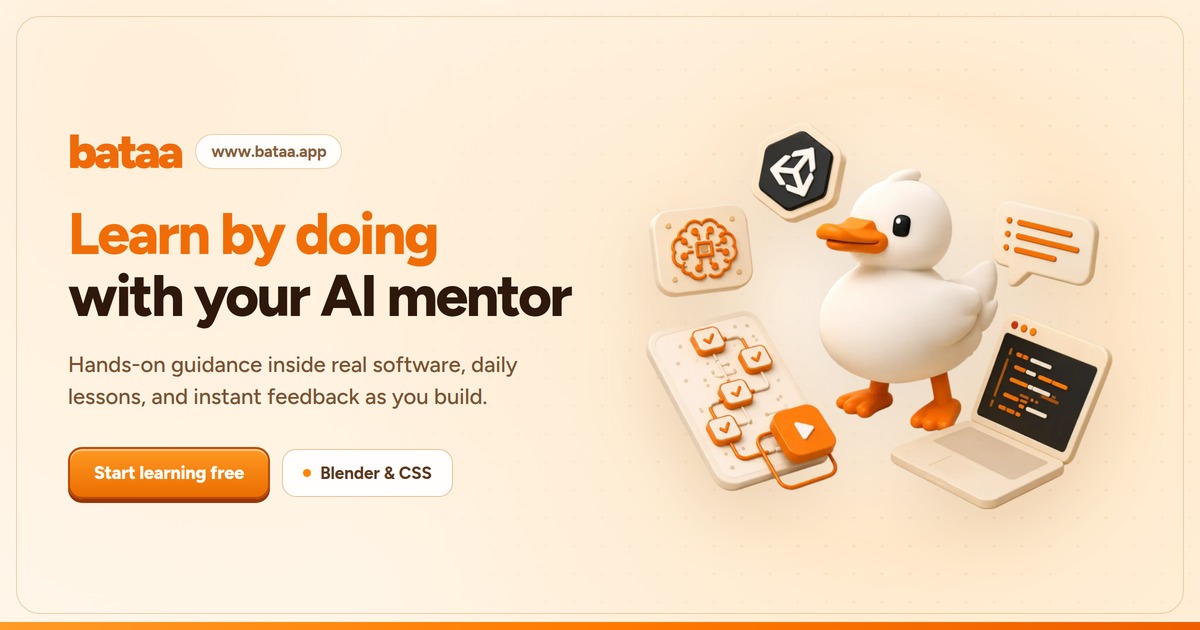 bataa
www.bataa.app
Learn by doing
with your AI mentor
Hands-on guidance inside real software, daily
lessons, and instant feedback as you build.
Start learning free
Blender & CSS